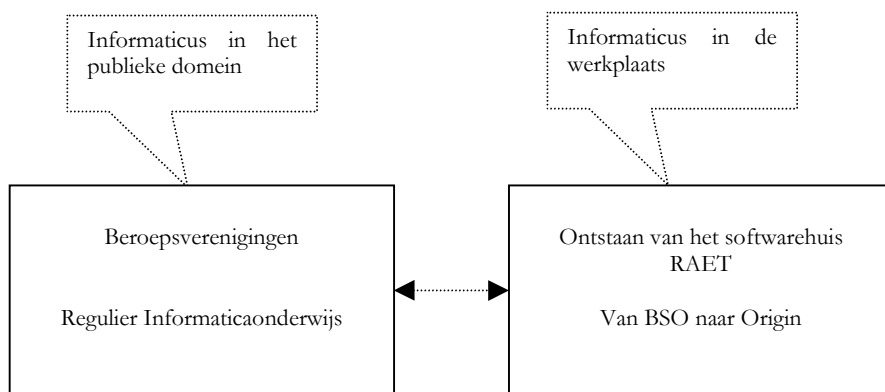 Informaticus in het
publieke domein
Informaticus in de
werkplaats
Beroepsverenigingen
Regulier Informaticaonderwijs
Ontstaan van het softwarehuis
RAET
Van BSO naar Origin